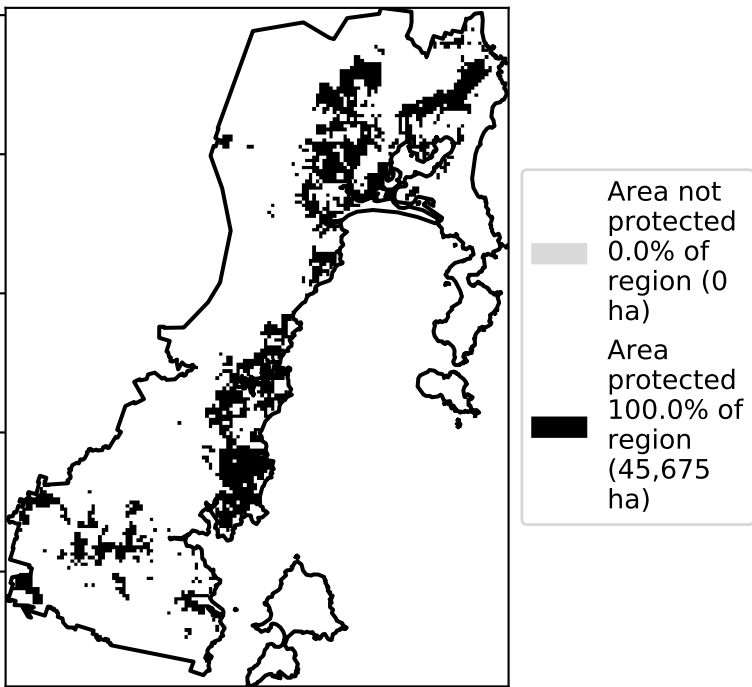 Area not
protected
0.0% of
region (0
ha)
Area
protected
100.0% of
region
(45,675
ha)